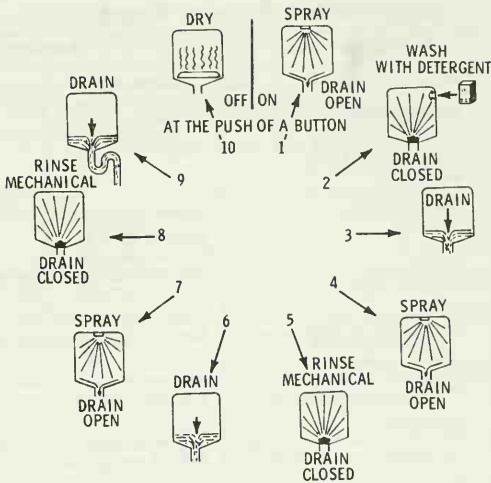 DRY
SPRAY
OFF ON
DRAIN
OPEN
AT THE PUSH OF A BUTTON
10 1
WASH
WITH DETERGENT
2
DRAIN
CLOSED
3
DRAIN
4
SPRAY
DRAIN
OPEN
5
RINSE
MECHANICAL
DRAIN
CLOSED
6
DRAIN
7
SPRAY
DRAIN
OPEN
8
RINSE
MECHANICAL
DRAIN
CLOSED
9
DRAIN